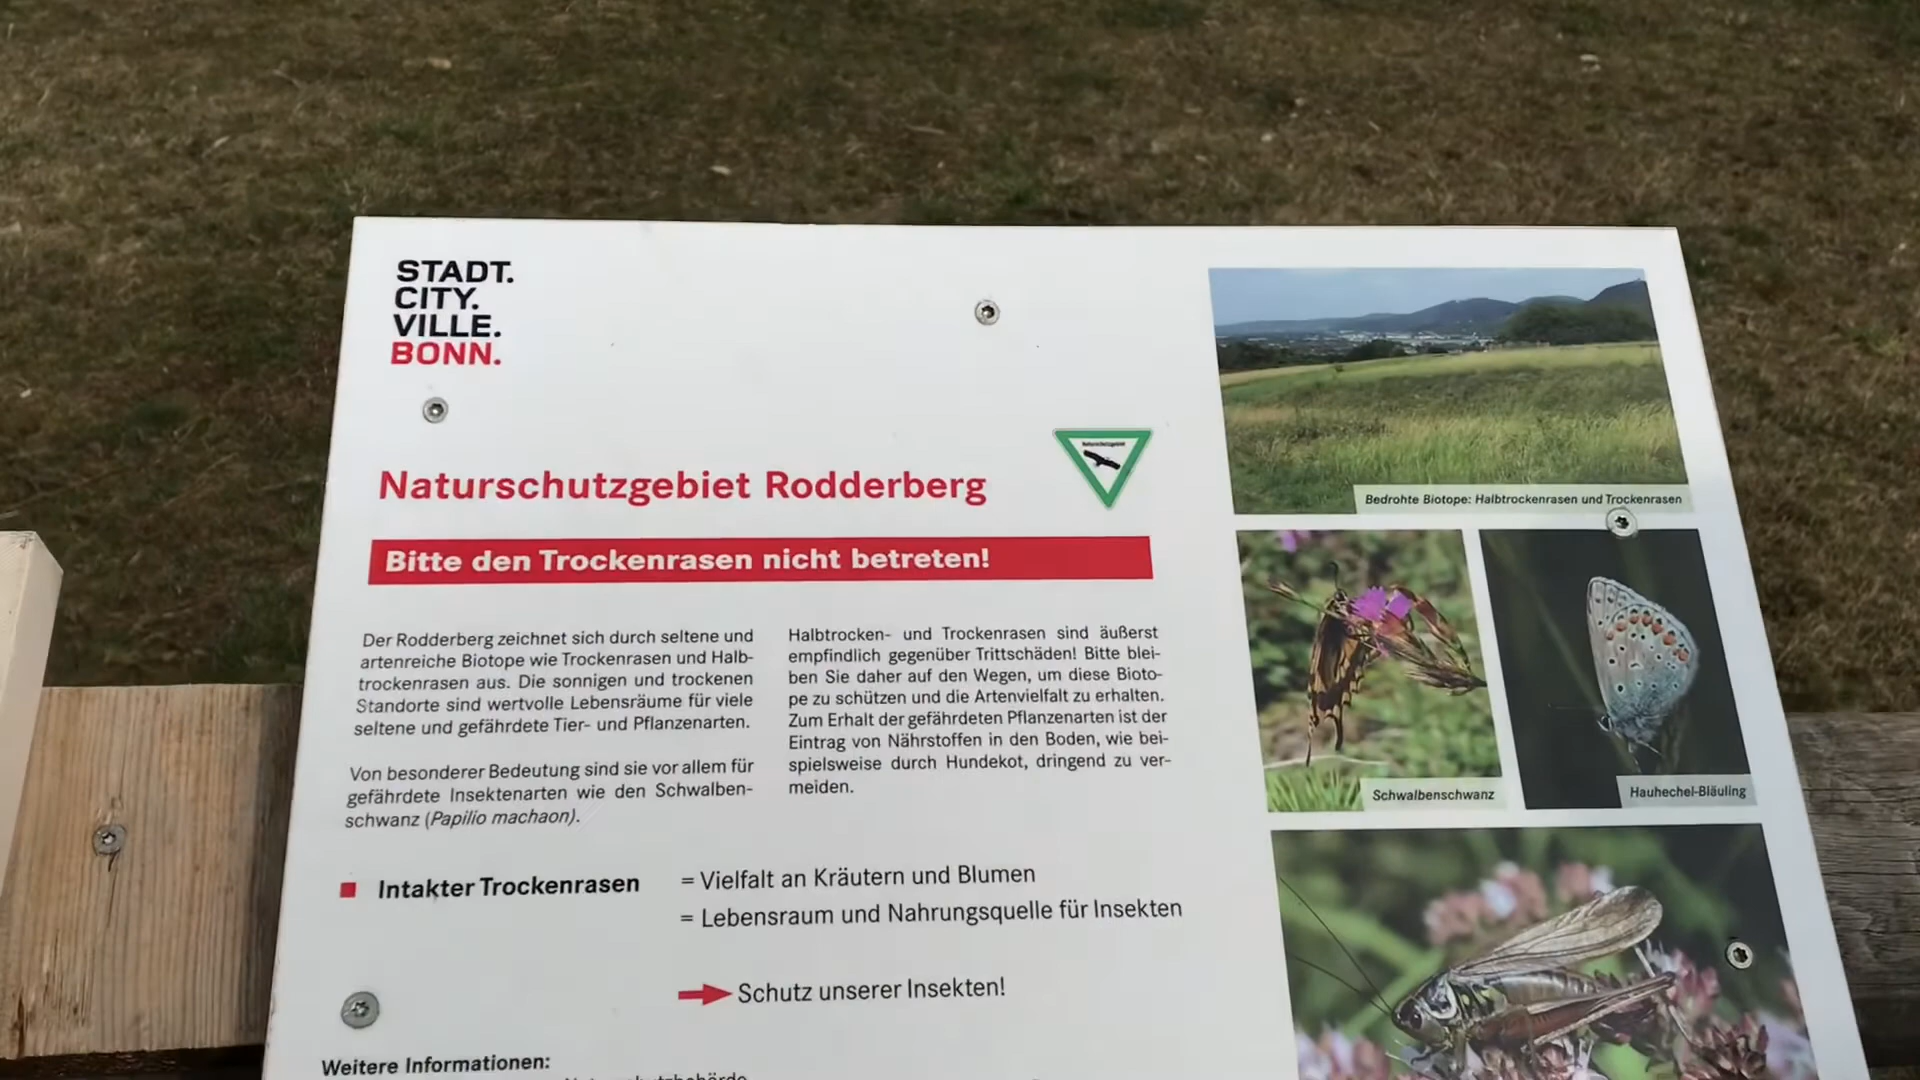 STADT.
CITY.
VILLE.
BONN.
Naturschutzgebiet Rodderberg
Naturschutzgebiet
Bitte den Trockenrasen nicht betreten!
Der Rodderberg zeichnet sich durch seltene und
artenreiche Biotope wie Trockenrasen und Halb-
trockenrasen aus. Die sonnigen und trockenen
Standorte sind wertvolle Lebensräume für viele
seltene und gefährdete Tier- und Pflanzenarten.
Von besonderer Bedeutung sind sie vor allem für
gefährdete Insektenarten wie den Schwalben-
schwanz (Papilio machaon).
Halbtrocken- und Trockenrasen sind äußerst
empfindlich gegenüber Trittschäden! Bitte blei-
ben Sie daher auf den Wegen, um diese Bioto-
pe zu schützen und die Artenvielfalt zu erhalten.
Zum Erhalt der gefährdeten Pflanzenarten ist der
Eintrag von Nährstoffen in den Boden, wie bei-
spielsweise durch Hundekot, dringend zu ver-
meiden.
Intakter Trockenrasen
= Vielfalt an Kräutern und Blumen
= Lebensraum und Nahrungsquelle für Insekten
Schutz unserer Insekten!
Weitere Informationen:
Bedrohte Biotope: Halbtrockenrasen und Trockenrasen
Schwalbenschwanz
Hauhechel-Bläuling